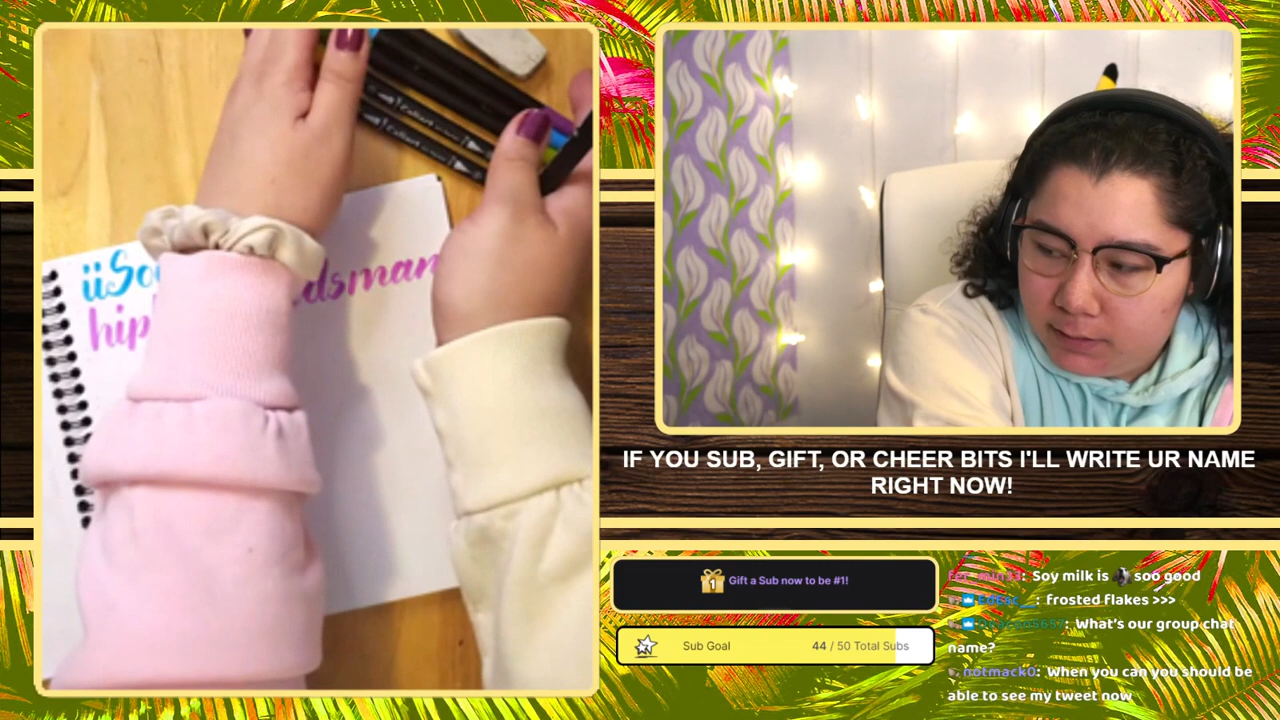 iiSo dsman
hip
IF YOU SUB, GIFT, OR CHEER BITS I'LL WRITE UR NAME
RIGHT NOW!
1 Gift a Sub now to be #1!
Sub Goal 44 / 50 Total Subs
Soy milk is soo good
frosted flakes >>>
What's our group chat
name?
notmack0: When you can you should be
able to see my tweet now